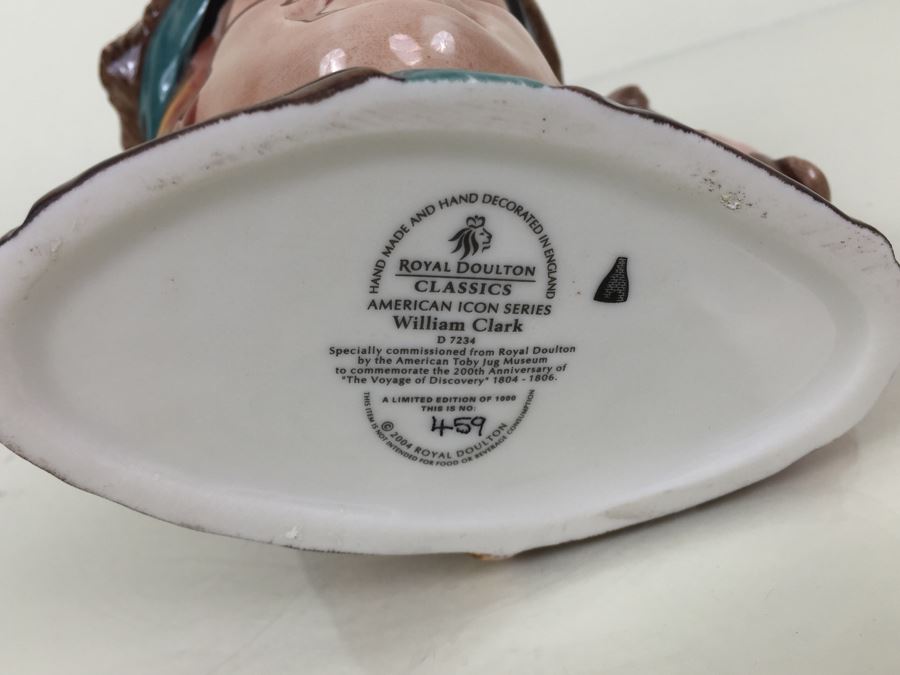 HAND MADE AND HAND DECORATED IN ENGLAND
ROYAL DOULTON
CLASSICS
AMERICAN ICON SERIES
William Clark
D 7234
Specially commissioned from Royal Doulton
by the American Toby Jug Museum
to commemorate the 200th Anniversary of
"The Voyage of Discovery" 1804 - 1806.
A LIMITED EDITION OF 1000
THIS IS NO:
459
© 2004 ROYAL DOULTON
THIS ITEM IS NOT INTENDED FOR FOOD OR BEVERAGE CONSUMPTION